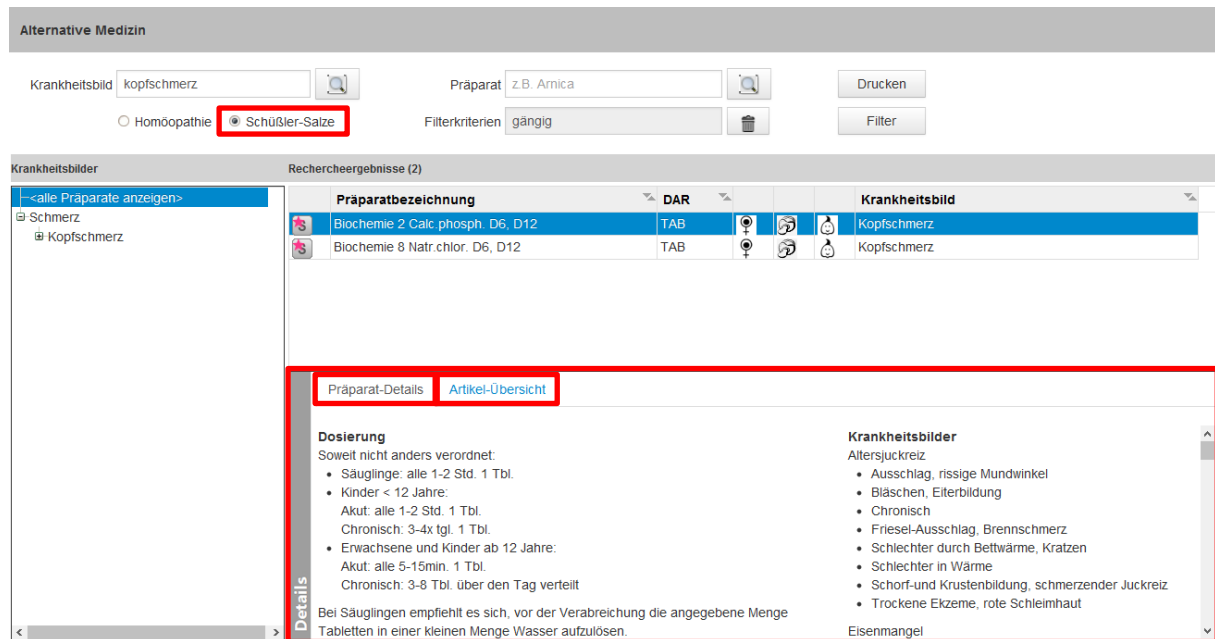 Alternative Medizin
Krankheitsbild kopfschmerz Präparat z.B. Arnica Drucken
Homöopathie Schüßler-Salze Filterkriterien gängig Filter
Krankheitsbilder Rechercheergebnisse (2)
<alle Präparate anzeigen>
Schmerz
Kopfschmerz
Präparatbezeichnung DAR Krankheitsbild
S Biochemie 2 Calc.phosph. D6, D12 TAB Kopfschmerz
S Biochemie 8 Natr.chlor. D6, D12 TAB Kopfschmerz
Details
Präparat-Details Artikel-Übersicht
Dosierung
Soweit nicht anders verordnet:
• Säuglinge: alle 1-2 Std. 1 Tbl.
• Kinder < 12 Jahre:
Akut: alle 1-2 Std. 1 Tbl.
Chronisch: 3-4x tgl. 1 Tbl.
• Erwachsene und Kinder ab 12 Jahre:
Akut: alle 5-15min. 1 Tbl.
Chronisch: 3-8 Tbl. über den Tag verteilt
Bei Säuglingen empfiehlt es sich, vor der Verabreichung die angegebene Menge
Tabletten in einer kleinen Menge Wasser aufzulösen.
Krankheitsbilder
Altersjuckreiz
• Ausschlag, rissige Mundwinkel
• Bläschen, Eiterbildung
• Chronisch
• Friesel-Ausschlag, Brennschmerz
• Schlechter durch Bettwärme, Kratzen
• Schlechter in Wärme
• Schorf-und Krustenbildung, schmerzender Juckreiz
• Trockene Ekzeme, rote Schleimhaut
Eisenmangel